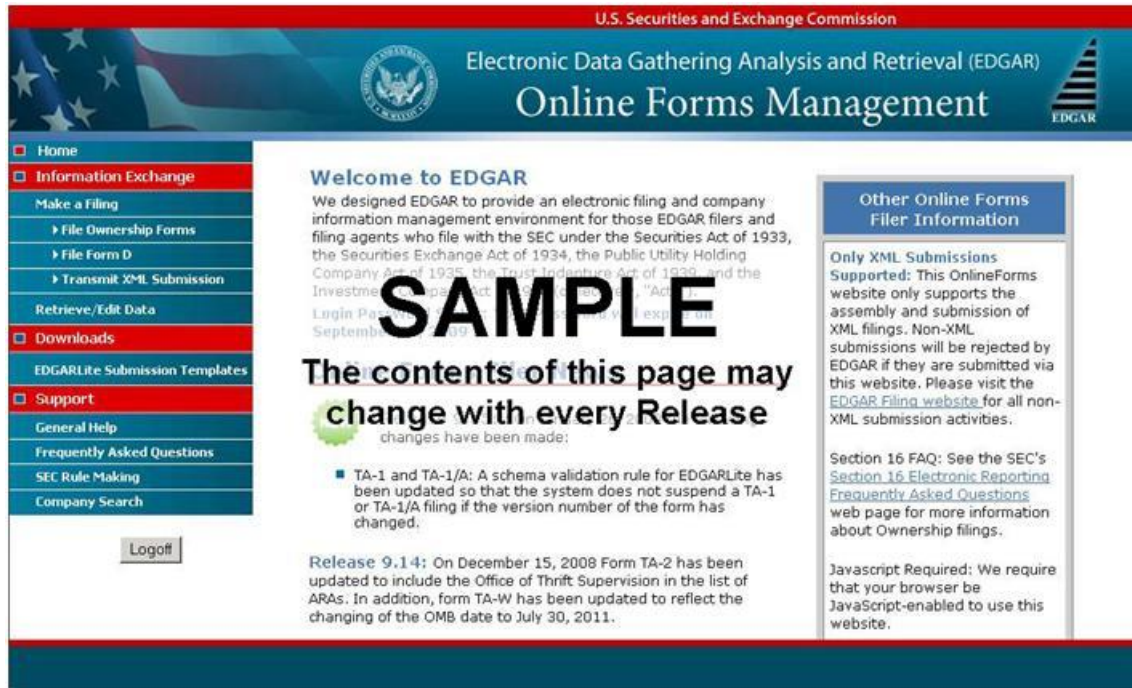 U.S. Securities and Exchange Commission
Electronic Data Gathering Analysis and Retrieval (EDGAR)
Online Forms Management
EDGAR
Home
Information Exchange
Make a Filing
File Ownership Forms
File Form D
Transmit XML Submission
Retrieve/Edit Data
Downloads
EDGARLite Submission Templates
Support
General Help
Frequently Asked Questions
SEC Rule Making
Company Search
Logoff
Welcome to EDGAR
We designed EDGAR to provide an electronic filing and company
information management environment for those EDGAR filers and
filing agents who file with the SEC under the Securities Act of 1933,
the Securities Exchange Act of 1934, the Public Utility Holding
Company Act of 1935, the Trust Indenture Act of 1939, and the
SAMPLE
The contents of this page may
change with every Release
changes have been made:
TA-1 and TA-1/A: A schema validation rule for EDGARLite has
been updated so that the system does not suspend a TA-1
or TA-1/A filing if the version number of the form has
changed.
Release 9.14: On December 15, 2008 Form TA-2 has been
updated to include the Office of Thrift Supervision in the list of
ARAs. In addition, form TA-W has been updated to reflect the
changing of the OMB date to July 30, 2011.
Other Online Forms
Filer Information
Only XML Submissions
Supported: This OnlineForms
website only supports the
assembly and submission of
XML filings. Non-XML
submissions will be rejected by
EDGAR if they are submitted via
this website. Please visit the
EDGAR Filing website for all non-
XML submission activities.
Section 16 FAQ: See the SEC's
Section 16 Electronic Reporting
Frequently Asked Questions
web page for more information
about Ownership filings.
Javascript Required: We require
that your browser be
JavaScript-enabled to use this
website.